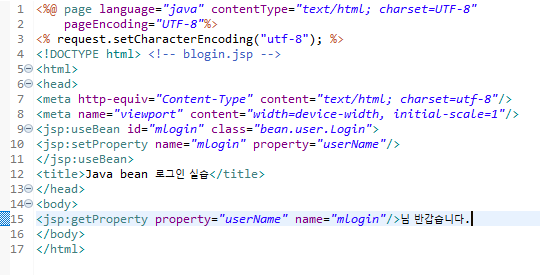 1 <%@ page language="java" contentType="text/html; charset=UTF-8"
2 pageEncoding="UTF-8"%>
3 <% request.setCharacterEncoding("utf-8"); %>
4 <!DOCTYPE html> <!-- blogin.jsp -->
5 <html>
6 <head>
7 <meta http-equiv="Content-Type" content="text/html; charset=utf-8"/>
8 <meta name="viewport" content="width=device-width, initial-scale=1"/>
9 <jsp:useBean id="mlogin" class="bean.user.Login">
10 <jsp:setProperty name="mlogin" property="userName"/>
11 </jsp:useBean>
12 <title>Java bean 로그인 실습</title>
13 </head>
14 <body>
15 <jsp:getProperty property="userName" name="mlogin"/>님 반갑습니다.
16 </body>
17 </html>